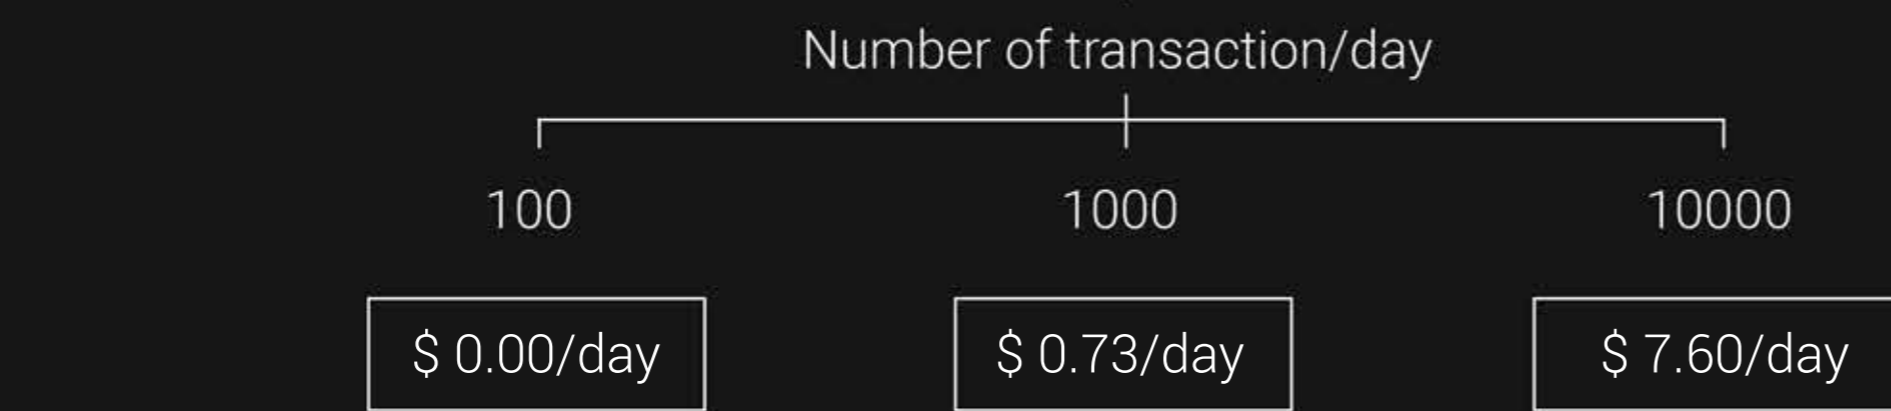 Number of transaction/day
100 1000 10000
$ 0.00/day $ 0.73/day $ 7.60/day